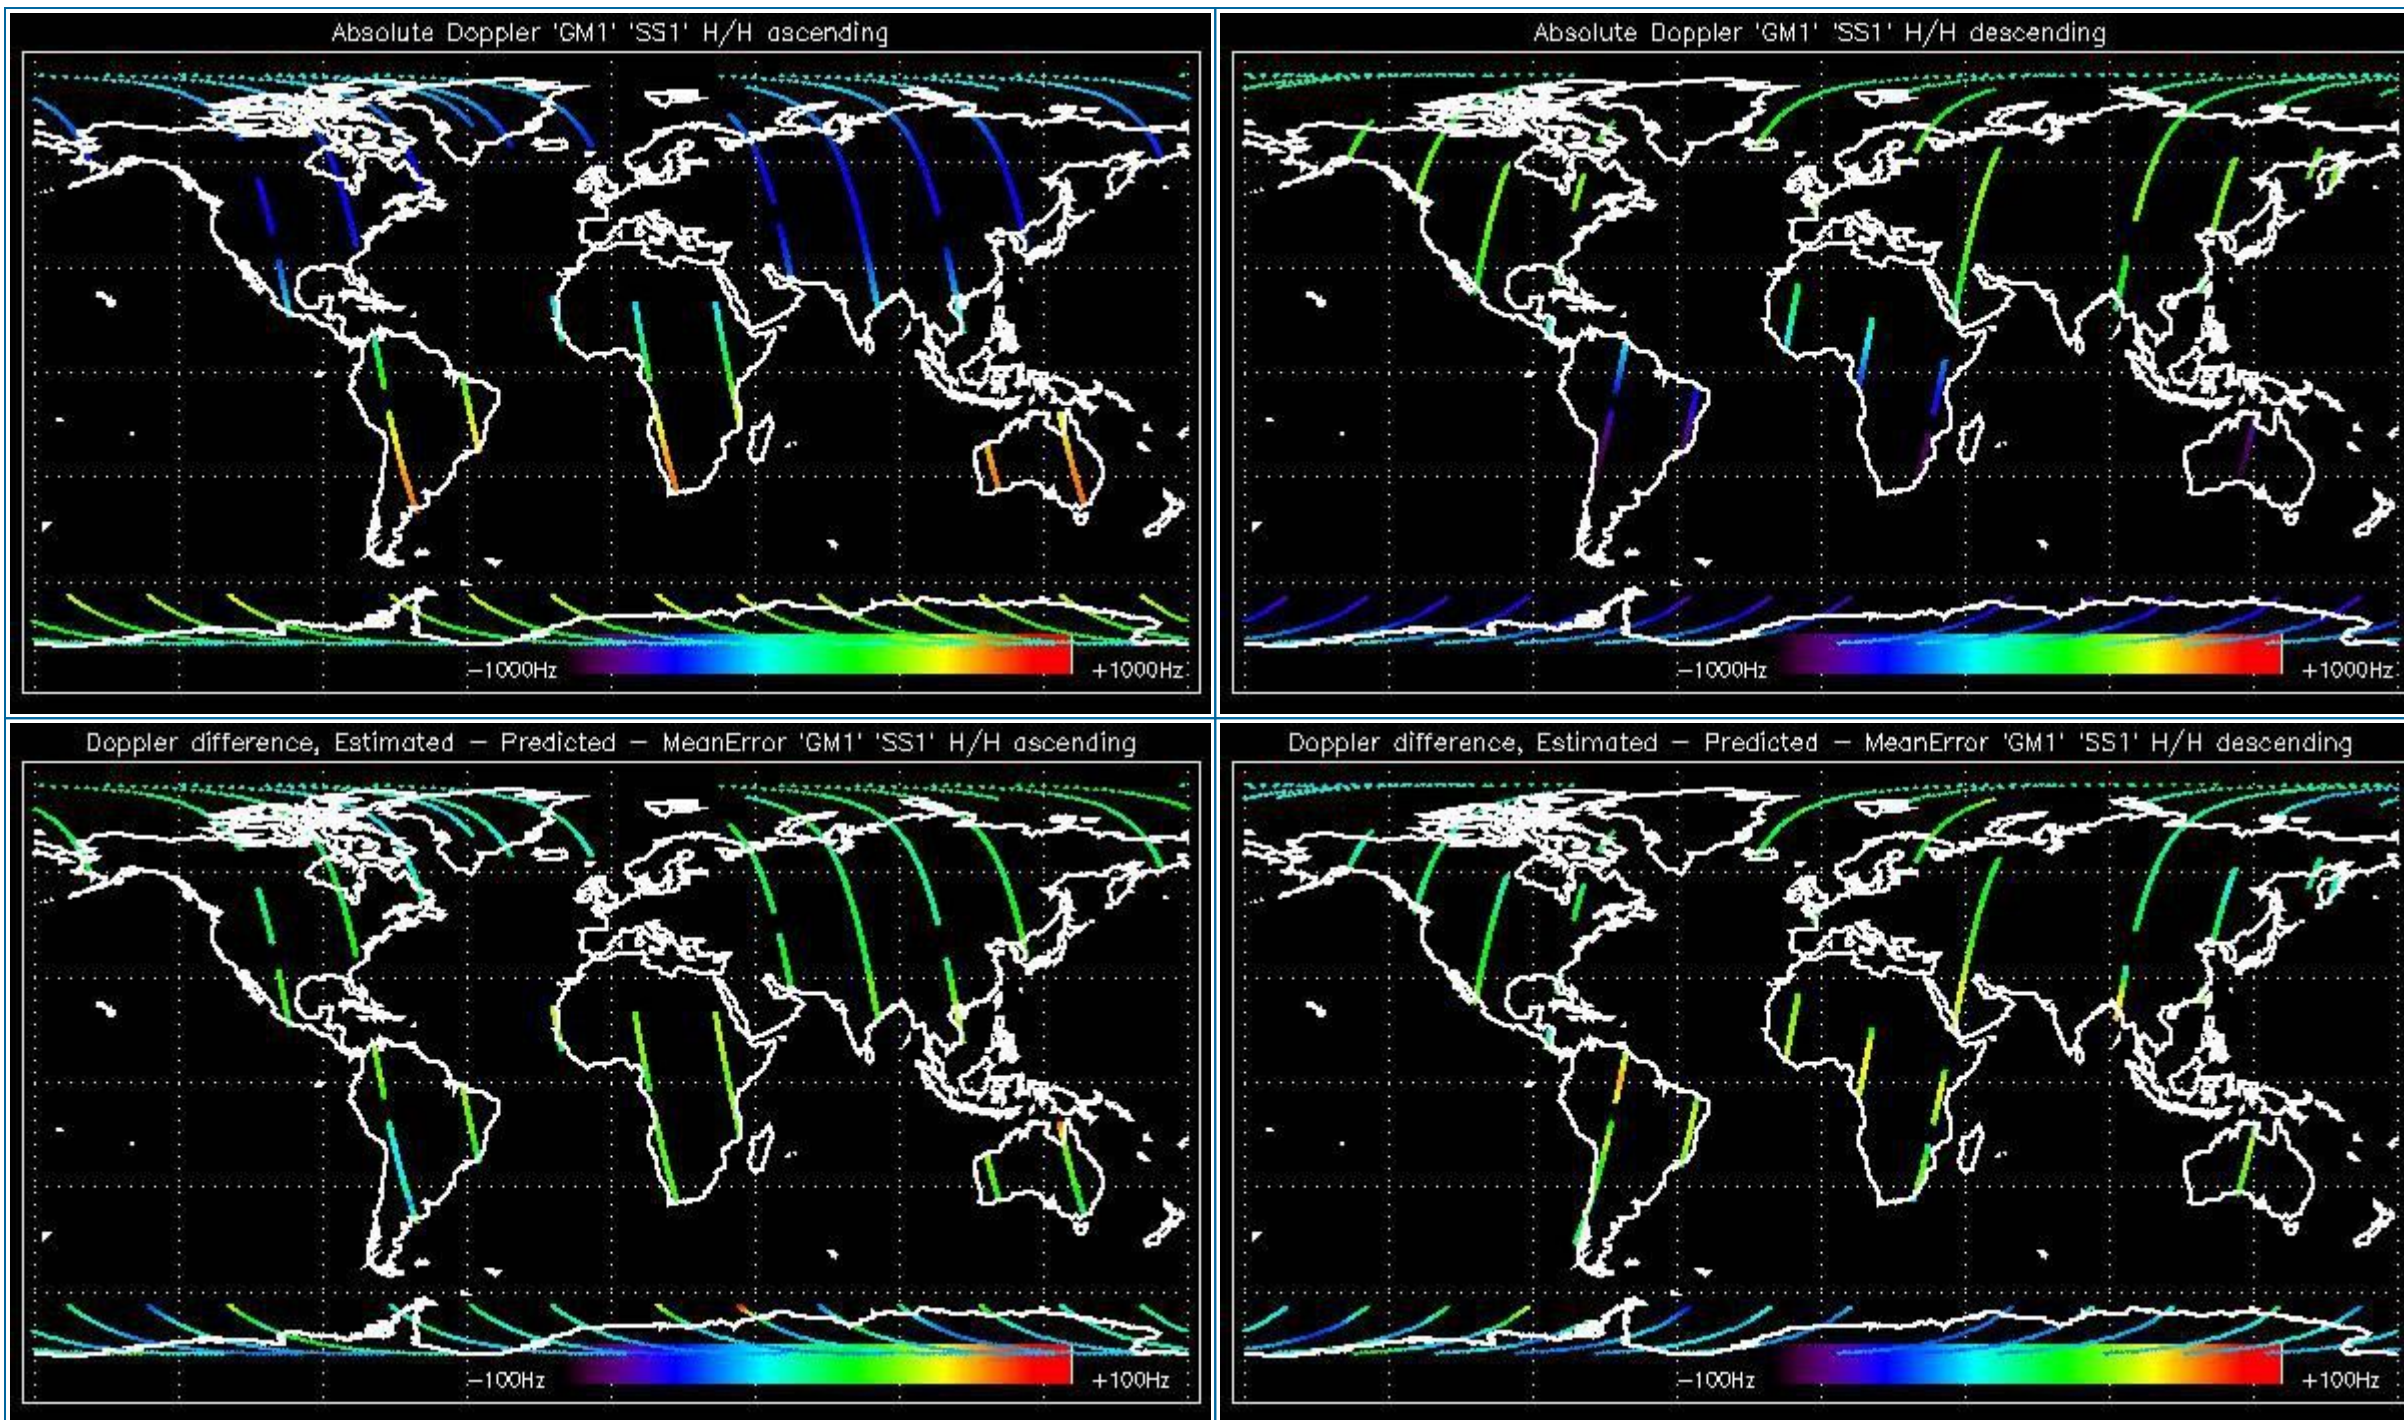 Absolute Doppler 'GM1' 'SS1' H/H ascending
-1000Hz
+1000Hz
Absolute Doppler 'GM1' 'SS1' H/H descending
-1000Hz
+1000Hz
Doppler difference, Estimated - Predicted - MeanError 'GM1' 'SS1' H/H ascending
-100Hz
+100Hz
Doppler difference, Estimated - Predicted - MeanError 'GM1' 'SS1' H/H descending
-100Hz
+100Hz